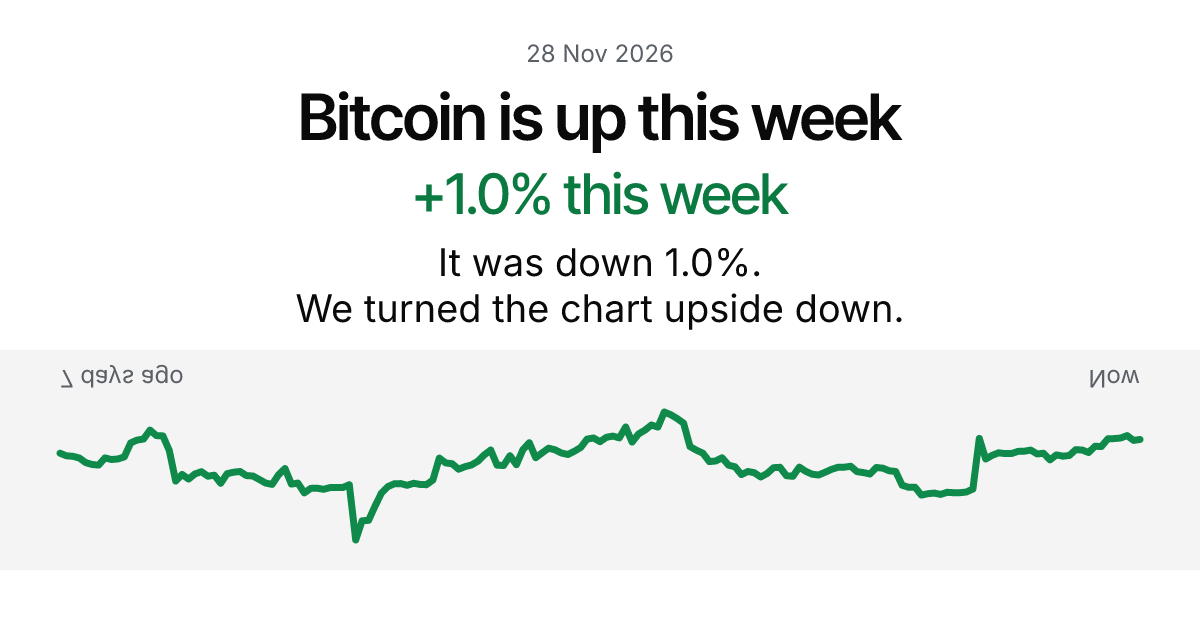 28 Nov 2026
Bitcoin is up this week
+1.0% this week
It was down 1.0%.
We turned the chart upside down.
7 days ago
Now